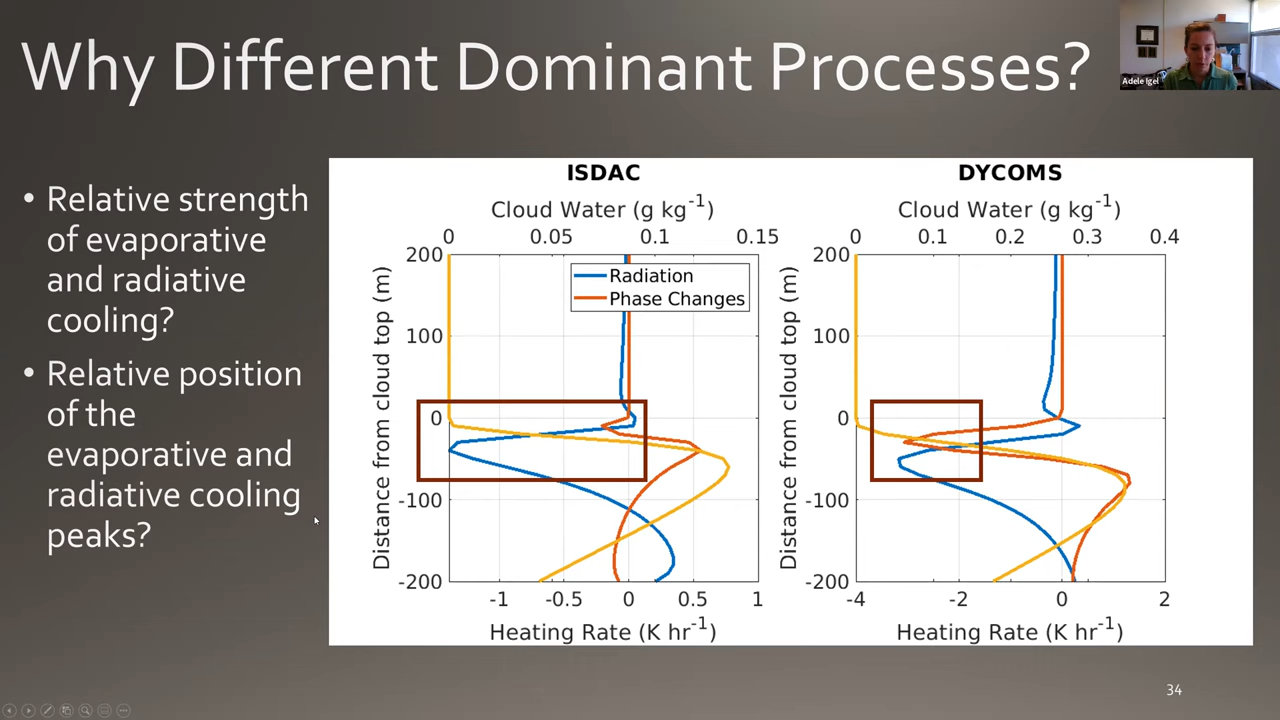 Why Different Dominant Processes?
Adele Igel
• Relative strength
of evaporative
and radiative
cooling?
• Relative position
of the
evaporative and
radiative cooling
peaks?
ISDAC
Cloud Water (g kg⁻¹)
0 0.05 0.1 0.15
Distance from cloud top (m)
200
100
0
-100
-200
Radiation
Phase Changes
-1 -0.5 0 0.5 1
Heating Rate (K hr⁻¹)
DYCOMS
Cloud Water (g kg⁻¹)
0 0.1 0.2 0.3 0.4
Distance from cloud top (m)
200
100
0
-100
-200
-4 -2 0 2
Heating Rate (K hr⁻¹)
34